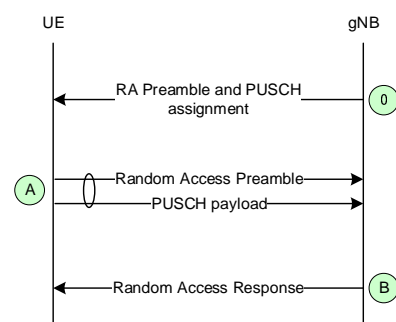 UE
gNB
RA Preamble and PUSCH
assignment
0
A
Random Access Preamble
PUSCH payload
Random Access Response
B